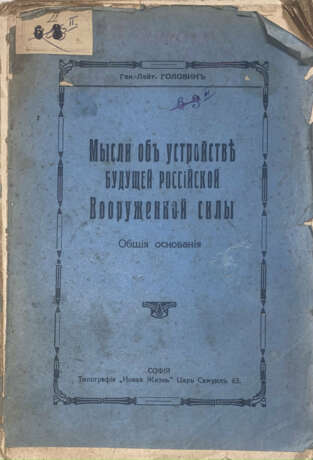 Ген.-Лейт. ГОЛОВИНЪ
Мысли объ устройствѣ
БУДУЩЕЙ РОССІЙСКОЙ
Вооруженной силы
Общія основанія
СОФІЯ
Типографія „Новая Жизнь" Царь Самуилъ 63.